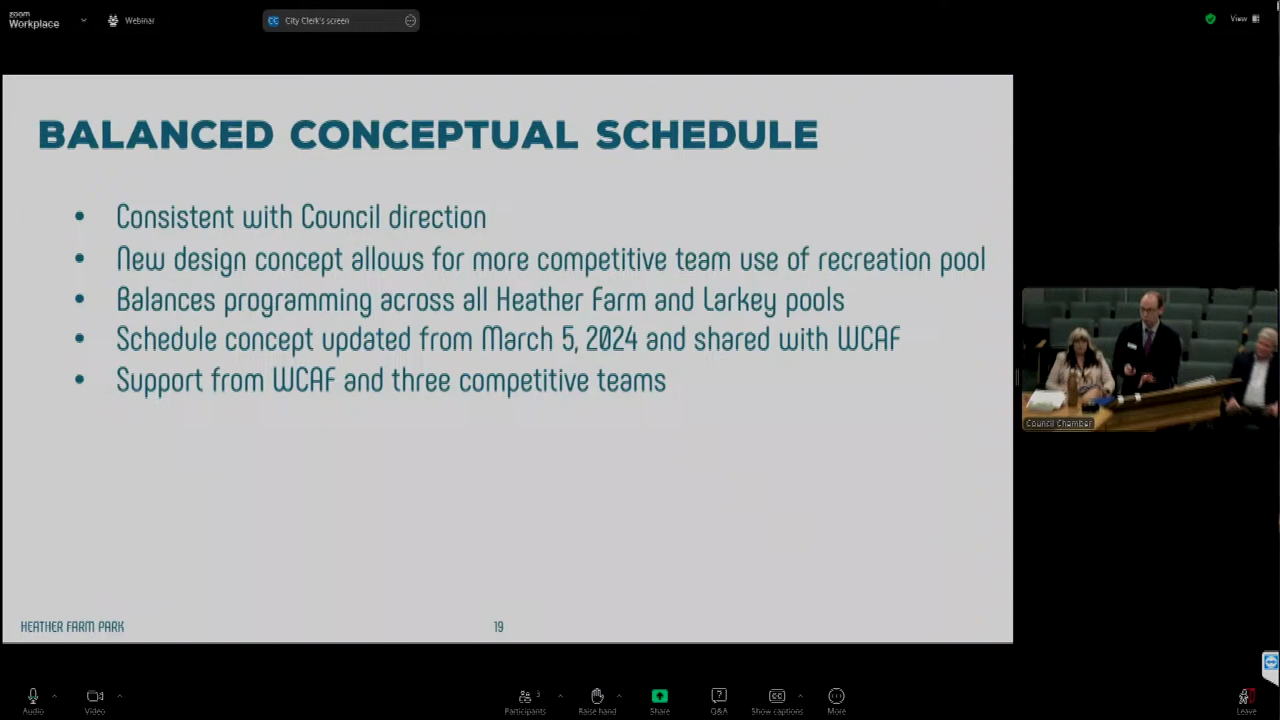 zoom
Workplace
Webinar
CC City Clerk's screen
View
BALANCED CONCEPTUAL SCHEDULE
• Consistent with Council direction
• New design concept allows for more competitive team use of recreation pool
• Balances programming across all Heather Farm and Larkey pools
• Schedule concept updated from March 5, 2024 and shared with WCAF
• Support from WCAF and three competitive teams
Council Chamber
HEATHER FARM PARK
19
Audio
Video
Participants 3
Raise hand
Share
Q&A
CC Show captions
More
Leave